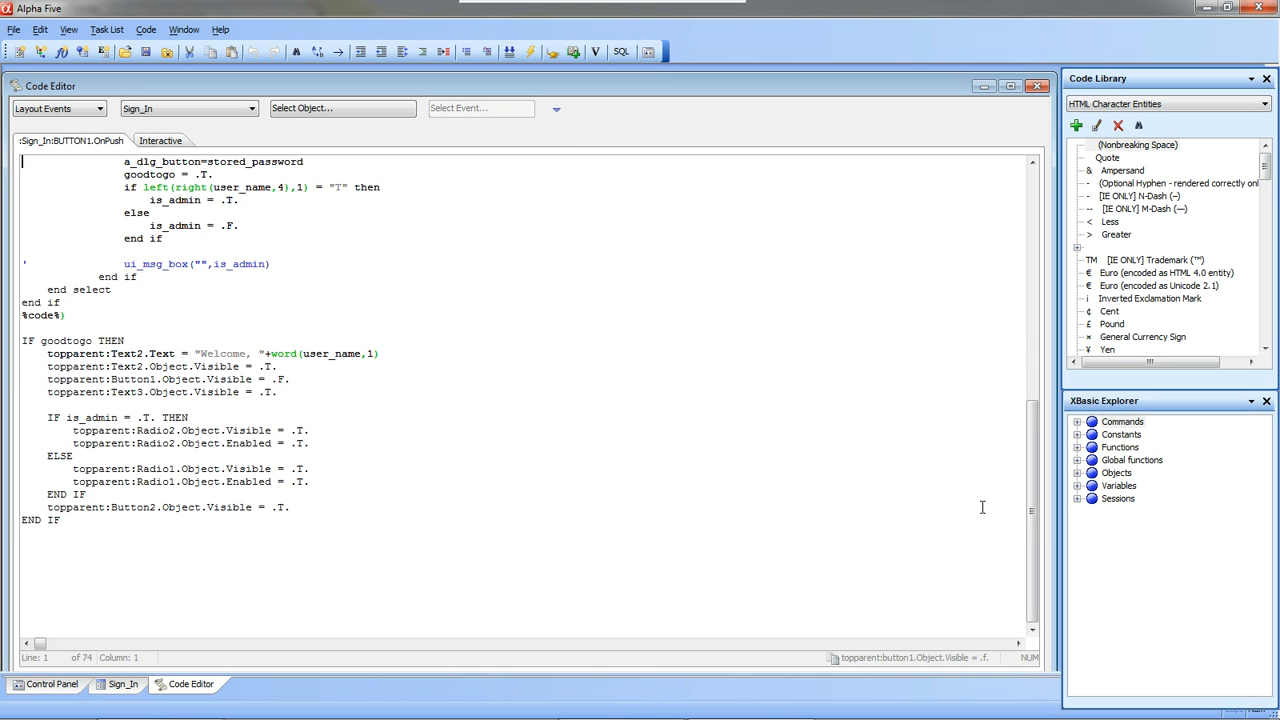 Alpha Five
File Edit View Task List Code Window Help
V SQL
Code Editor
Layout Events Sign_In Select Object... Select Event...
:Sign_In:BUTTON1.OnPush Interactive
a_dlg_button=stored_password
goodtogo = .T.
if left(right(user_name,4),1) = "T" then
is_admin = .T.
else
is_admin = .F.
end if
' ui_msg_box("",is_admin)
end if
end select
end if
%code%)
IF goodtogo THEN
topparent:Text2.Text = "Welcome, "+word(user_name,1)
topparent:Text2.Object.Visible = .T.
topparent:Button1.Object.Visible = .F.
topparent:Text3.Object.Visible = .T.
IF is_admin = .T. THEN
topparent:Radio2.Object.Visible = .T.
topparent:Radio2.Object.Enabled = .T.
ELSE
topparent:Radio1.Object.Visible = .T.
topparent:Radio1.Object.Enabled = .T.
END IF
topparent:Button2.Object.Visible = .T.
END IF
Line: 1 of 74 Column: 1 topparent:button1.Object.Visible = .f. NUM
Control Panel Sign_In Code Editor
Code Library
HTML Character Entities
(Nonbreaking Space)
" Quote
& Ampersand
- (Optional Hyphen - rendered correctly onl
- [IE ONLY] N-Dash (–)
-- [IE ONLY] M-Dash (—)
< Less
> Greater
TM [IE ONLY] Trademark (™)
€ Euro (encoded as HTML 4.0 entity)
€ Euro (encoded as Unicode 2.1)
¡ Inverted Exclamation Mark
¢ Cent
£ Pound
¤ General Currency Sign
¥ Yen
XBasic Explorer
Commands
Constants
Functions
Global functions
Objects
Variables
Sessions